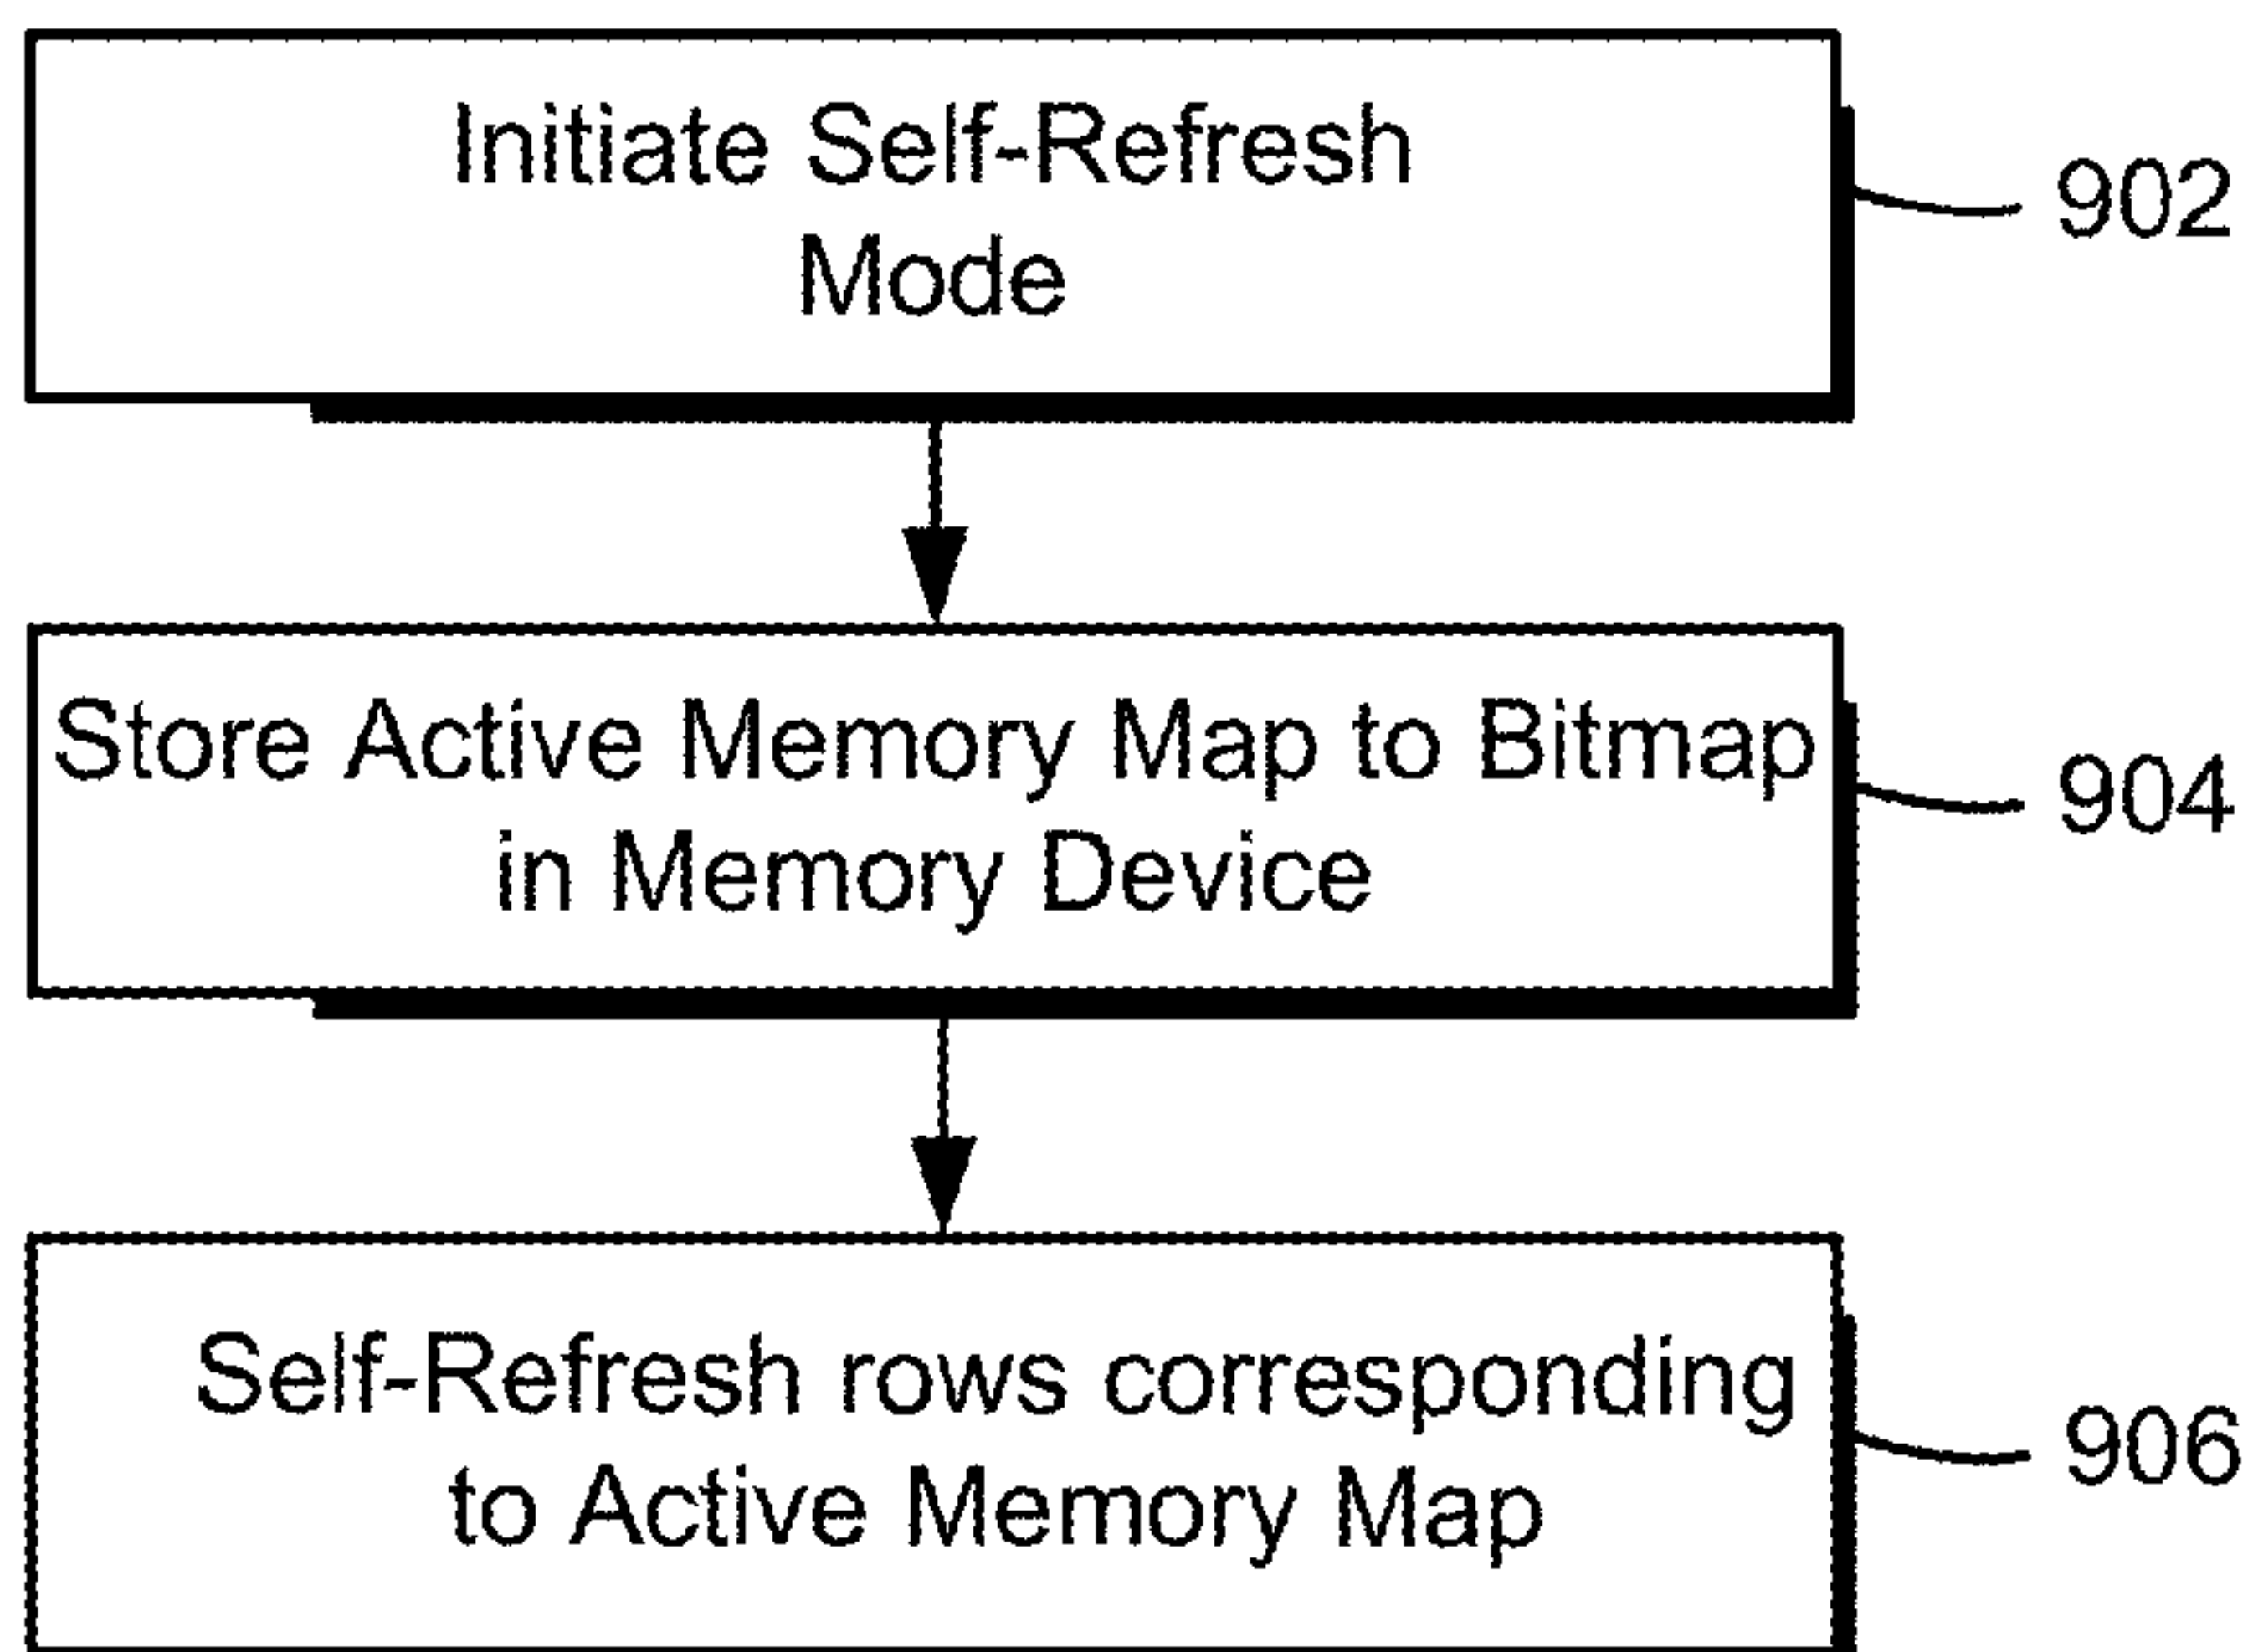 Initiate Self-Refresh
Mode
902
Store Active Memory Map to Bitmap
in Memory Device
904
Self-Refresh rows corresponding
to Active Memory Map
906